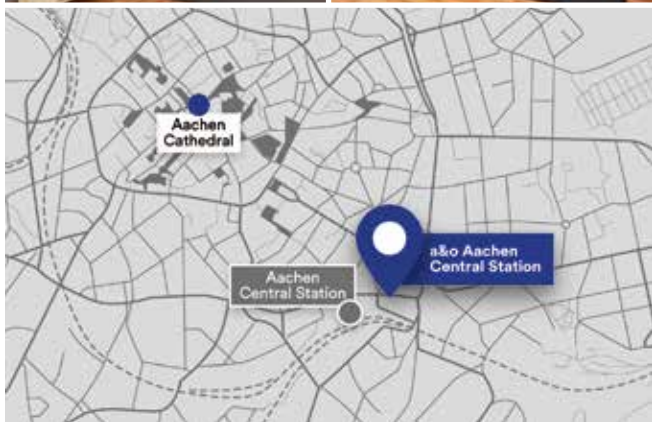 Aachen
Cathedral
a&o Aachen
Central Station
Aachen
Central Station